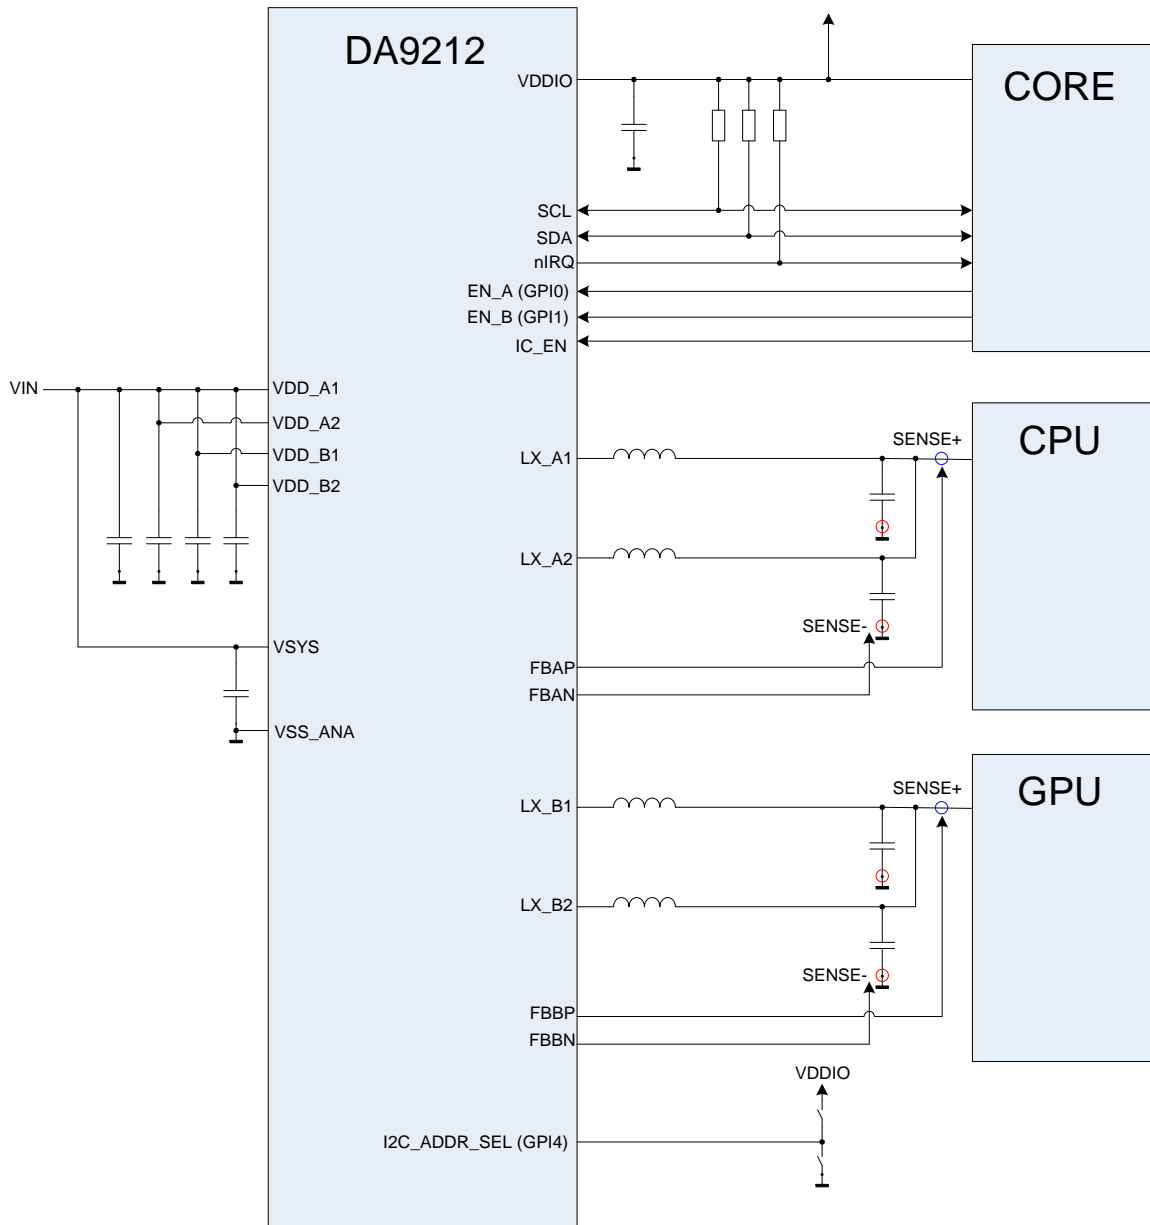 DA9212
CORE
VDDIO
SCL
SDA
nIRQ
EN_A (GPI0)
EN_B (GPI1)
IC_EN
VIN
VDD_A1
VDD_A2
VDD_B1
VDD_B2
CPU
SENSE+
LX_A1
LX_A2
SENSE-
VSYS
FBAP
FBAN
VSS_ANA
GPU
SENSE+
LX_B1
LX_B2
SENSE-
FBBP
FBBN
VDDIO
I2C_ADDR_SEL (GPI4)